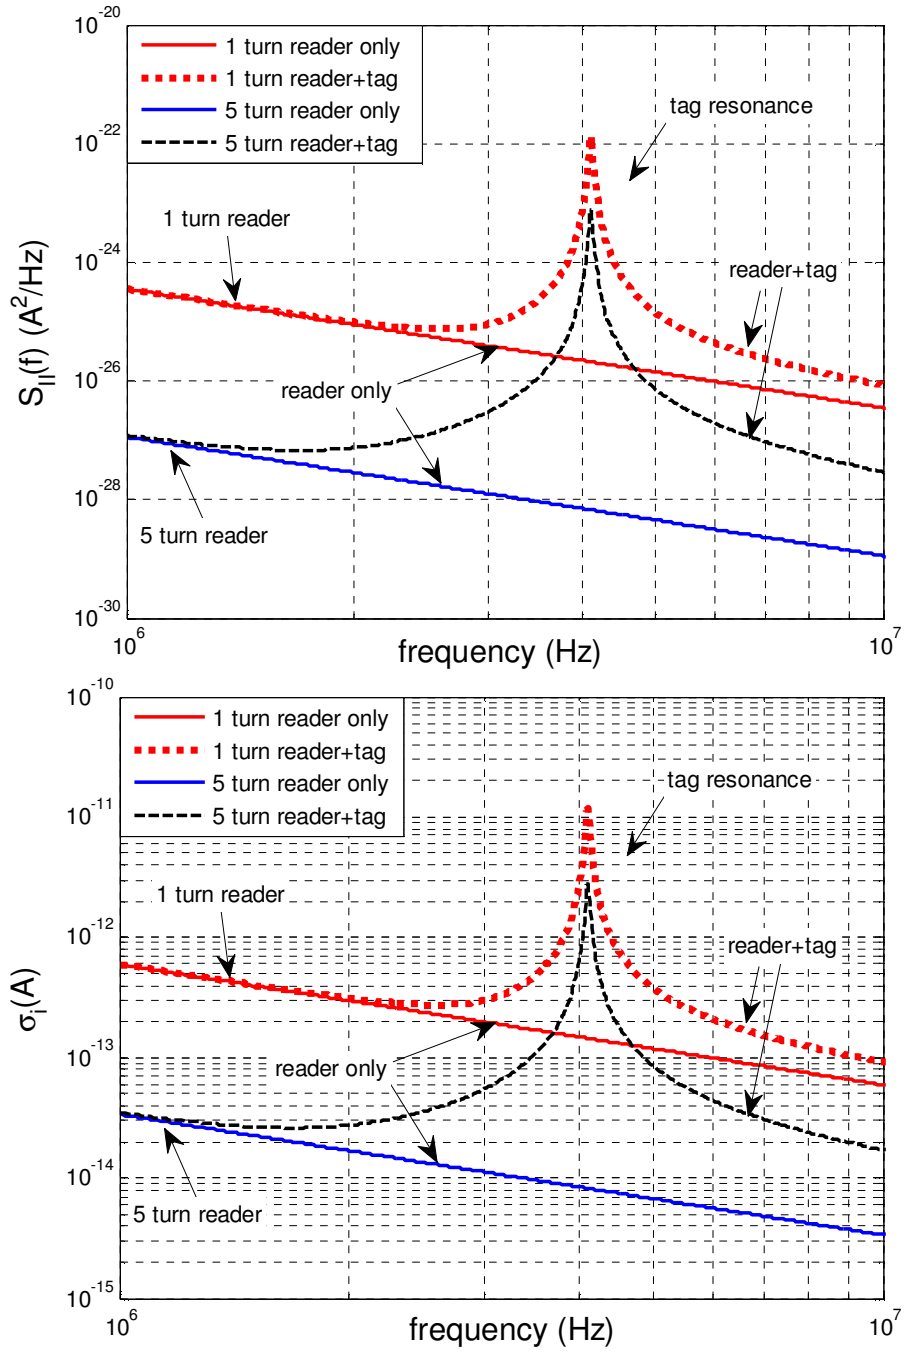 10^-20
1 turn reader only
1 turn reader+tag
5 turn reader only
5 turn reader+tag
tag resonance
10^-22
1 turn reader
10^-24
reader+tag
S_II(f) (A^2/Hz)
10^-26
reader only
10^-28
5 turn reader
10^-30
10^6
frequency (Hz)
10^7
10^-10
1 turn reader only
1 turn reader+tag
5 turn reader only
5 turn reader+tag
tag resonance
10^-11
1 turn reader
10^-12
reader+tag
σ_i(A)
10^-13
reader only
10^-14
5 turn reader
10^-15
10^6
frequency (Hz)
10^7